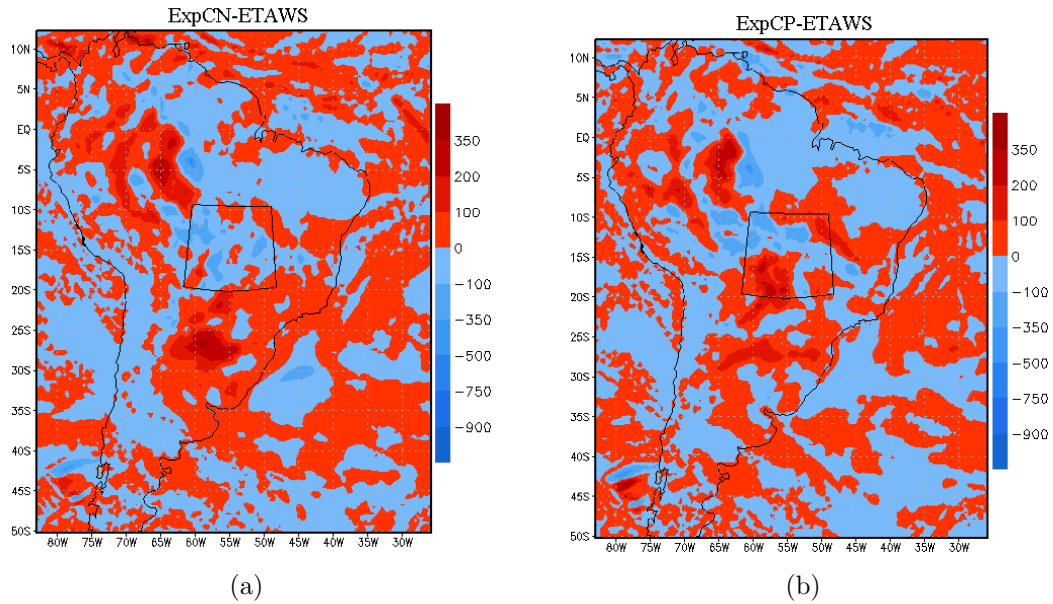 ExpCN-ETAWS
10N
5N
EQ
5S
10S
15S
20S
25S
30S
35S
40S
45S
50S
80W 75W 70W 65W 60W 55W 50W 45W 40W 35W 30W
350
200
100
0
−100
−350
−500
−750
−900
(a)
ExpCP-ETAWS
10N
5N
EQ
5S
10S
15S
20S
25S
30S
35S
40S
45S
50S
80W 75W 70W 65W 60W 55W 50W 45W 40W 35W 30W
350
200
100
0
−100
−350
−500
−750
−900
(b)